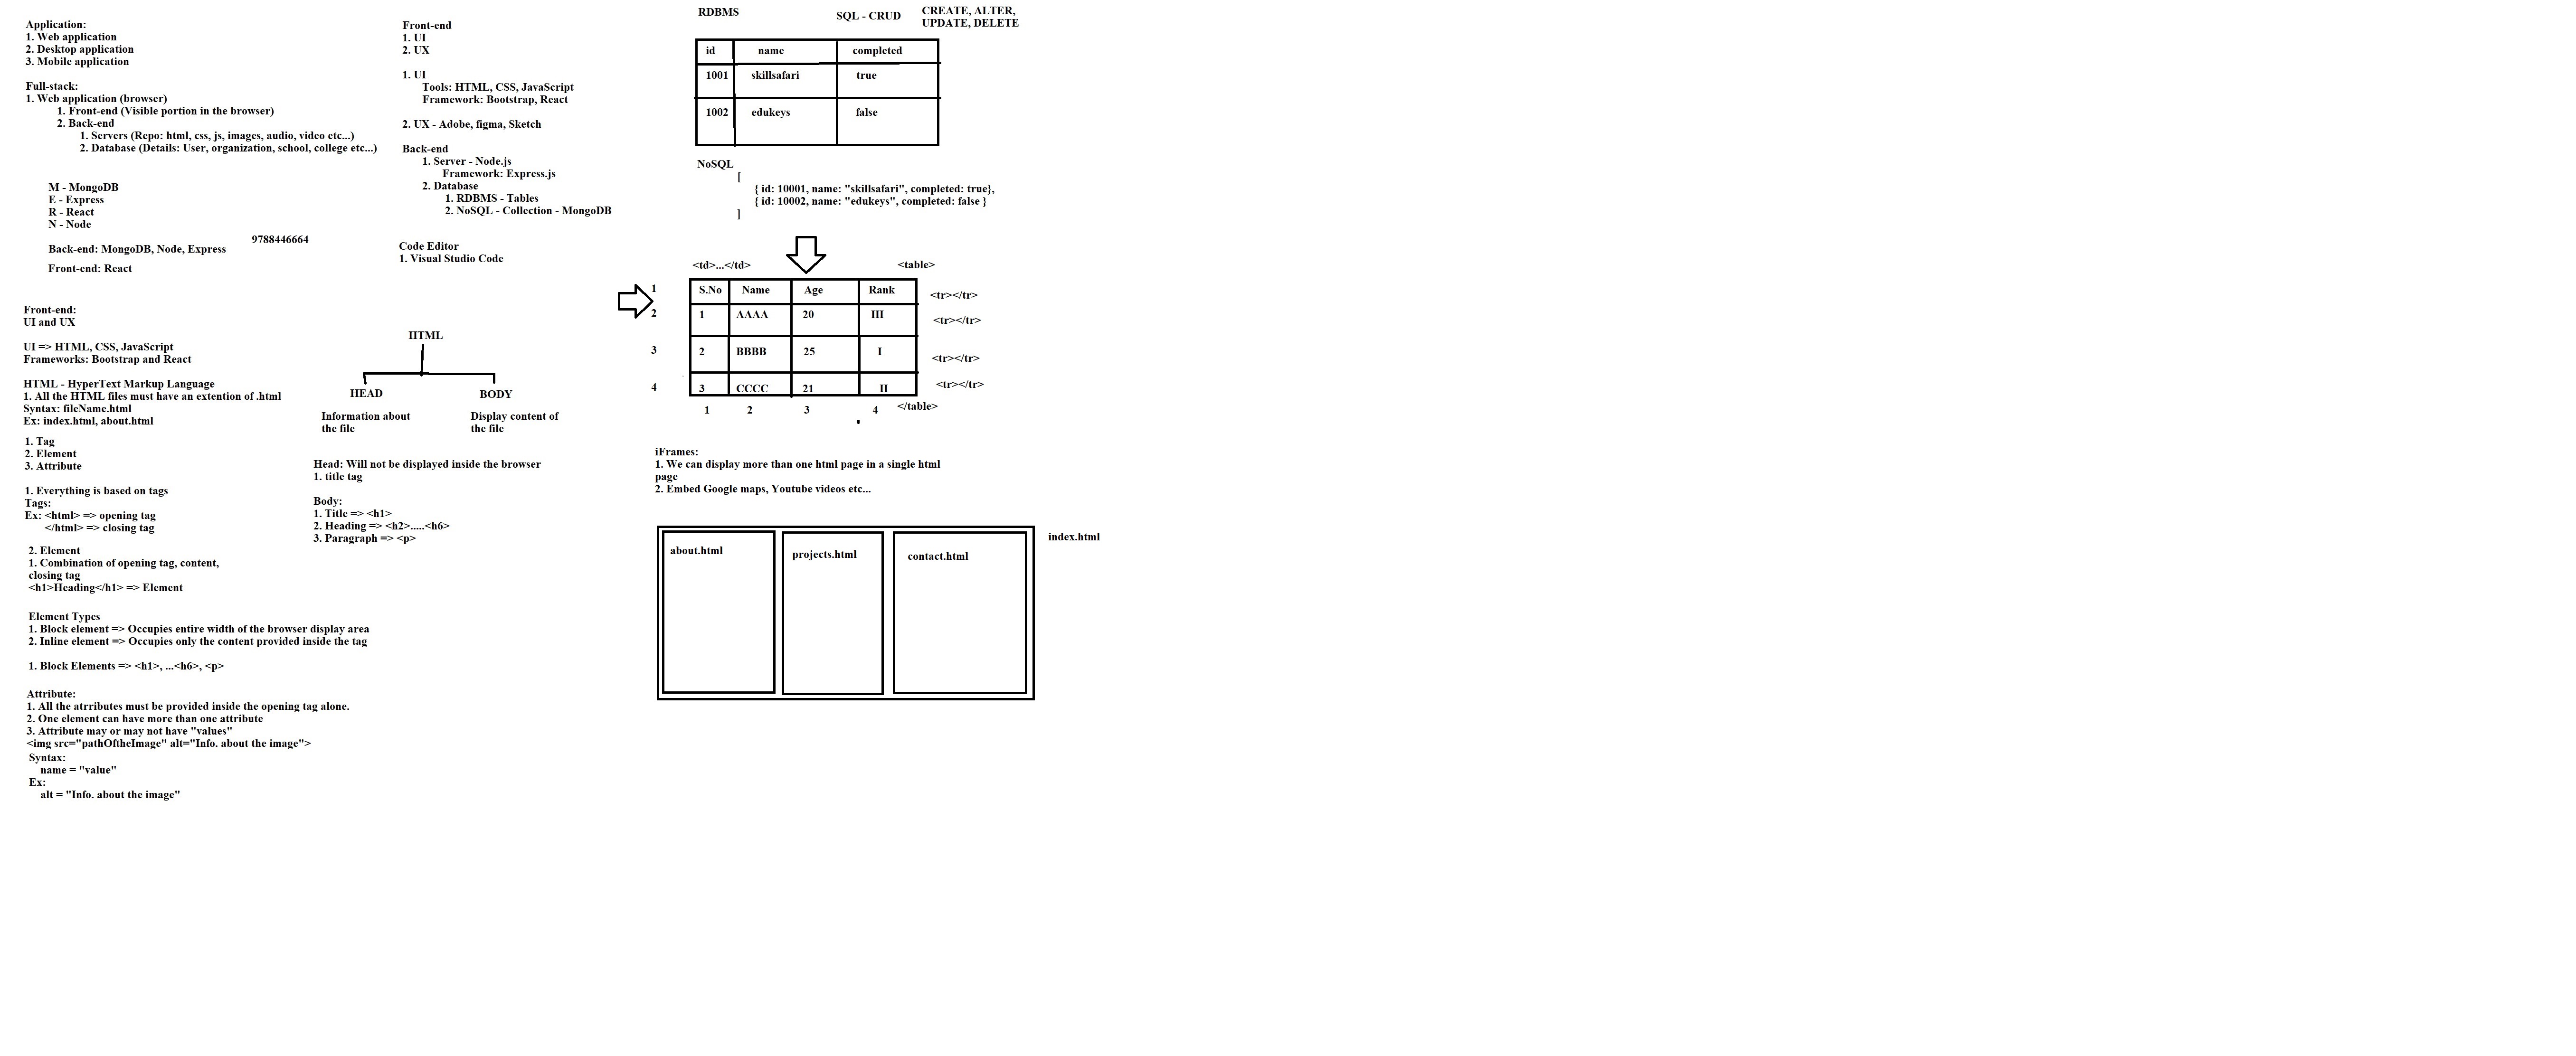 Application:
1. Web application
2. Desktop application
3. Mobile application
Full-stack:
1. Web application (browser)
1. Front-end (Visible portion in the browser)
2. Back-end
1. Servers (Repo: html, css, js, images, audio, video etc...)
2. Database (Details: User, organization, school, college etc...)
M - MongoDB
E - Express
R - React
N - Node
9788446664
Back-end: MongoDB, Node, Express
Front-end: React
Front-end:
UI and UX
UI => HTML, CSS, JavaScript
Frameworks: Bootstrap and React
HTML - HyperText Markup Language
1. All the HTML files must have an extention of .html
Syntax: fileName.html
Ex: index.html, about.html
1. Tag
2. Element
3. Attribute
1. Everything is based on tags
Tags:
Ex: <html> => opening tag
</html> => closing tag
2. Element
1. Combination of opening tag, content,
closing tag
<h1>Heading</h1> => Element
Element Types
1. Block element => Occupies entire width of the browser display area
2. Inline element => Occupies only the content provided inside the tag
1. Block Elements => <h1>, ...<h6>, <p>
Attribute:
1. All the atrributes must be provided inside the opening tag alone.
2. One element can have more than one attribute
3. Attribute may or may not have "values"
<img src="pathOftheImage" alt="Info. about the image">
Syntax:
name = "value"
Ex:
alt = "Info. about the image"
Front-end
1. UI
2. UX
1. UI
Tools: HTML, CSS, JavaScript
Framework: Bootstrap, React
2. UX - Adobe, figma, Sketch
Back-end
1. Server - Node.js
Framework: Express.js
2. Database
1. RDBMS - Tables
2. NoSQL - Collection - MongoDB
Code Editor
1. Visual Studio Code
HTML
HEAD BODY
Information about
the file
Display content of
the file
Head: Will not be displayed inside the browser
1. title tag
Body:
1. Title => <h1>
2. Heading => <h2>.....<h6>
3. Paragraph => <p>
RDBMS
SQL - CRUD
CREATE, ALTER,
UPDATE, DELETE
id name completed
1001 skillsafari true
1002 edukeys false
NoSQL
[
{ id: 10001, name: "skillsafari", completed: true},
{ id: 10002, name: "edukeys", completed: false }
]
<td>...</td> <table>
1 S.No Name Age Rank <tr></tr>
2 1 AAAA 20 III <tr></tr>
3 2 BBBB 25 I <tr></tr>
4 3 CCCC 21 II <tr></tr>
1 2 3 4 </table>
iFrames:
1. We can display more than one html page in a single html
page
2. Embed Google maps, Youtube videos etc...
index.html
about.html projects.html contact.html